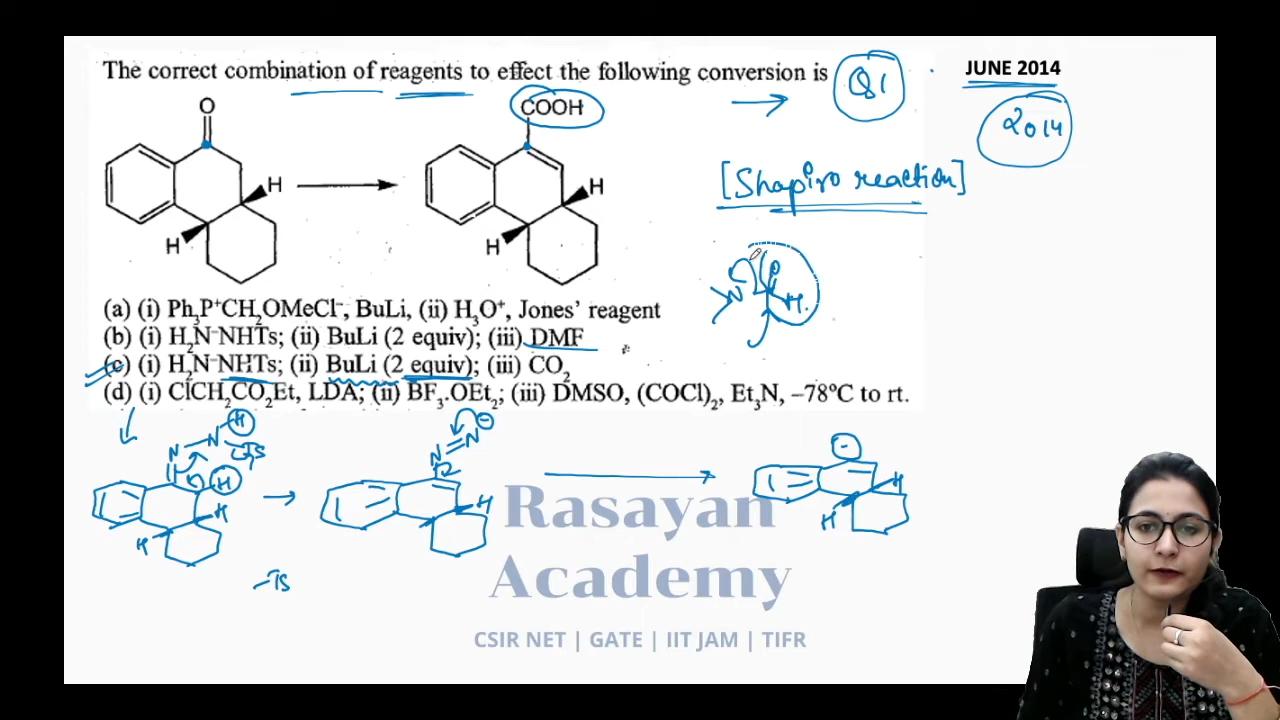 The correct combination of reagents to effect the following conversion is
Q1
JUNE 2014
2014
O
COOH
H
H
H
H
[Shapiro reaction]
(a) (i) Ph₃P⁺CH₂OMeCl⁻, BuLi, (ii) H₃O⁺, Jones' reagent
(b) (i) H₂N-NHTs; (ii) BuLi (2 equiv); (iii) DMF
(c) (i) H₂N-NHTs; (ii) BuLi (2 equiv); (iii) CO₂
(d) (i) ClCH₂CO₂Et, LDA; (ii) BF₃.OEt₂; (iii) DMSO, (COCl)₂, Et₃N, –78°C to rt.
N
O
H
N N H
Ts
H
H
H
N=N
H
H
H
-Ts
Rasayan
Academy
CSIR NET | GATE | IIT JAM | TIFR